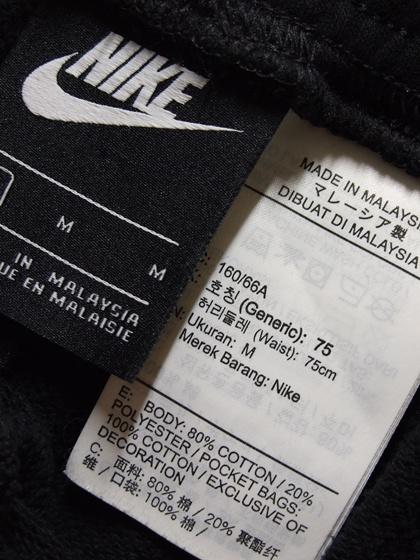 NIKE
M
M
IN MALAYSIA
UE EN MALAISIE
MADE IN MALAYSI
マレーシア製
DIBUAT DI MALAYSIA
: 160/66A
호칭 (Generic): 75
허리둘레 (Waist): 75cm
N: Ukuran: M
Merek Barang: Nike
E: BODY: 80% COTTON / 20%
POLYESTER / POCKET BAGS:
100% COTTON / EXCLUSIVE OF
DECORATION
C: 面料: 80% 棉 / 20% 聚酯纤
维 / 口袋: 100% 棉 /